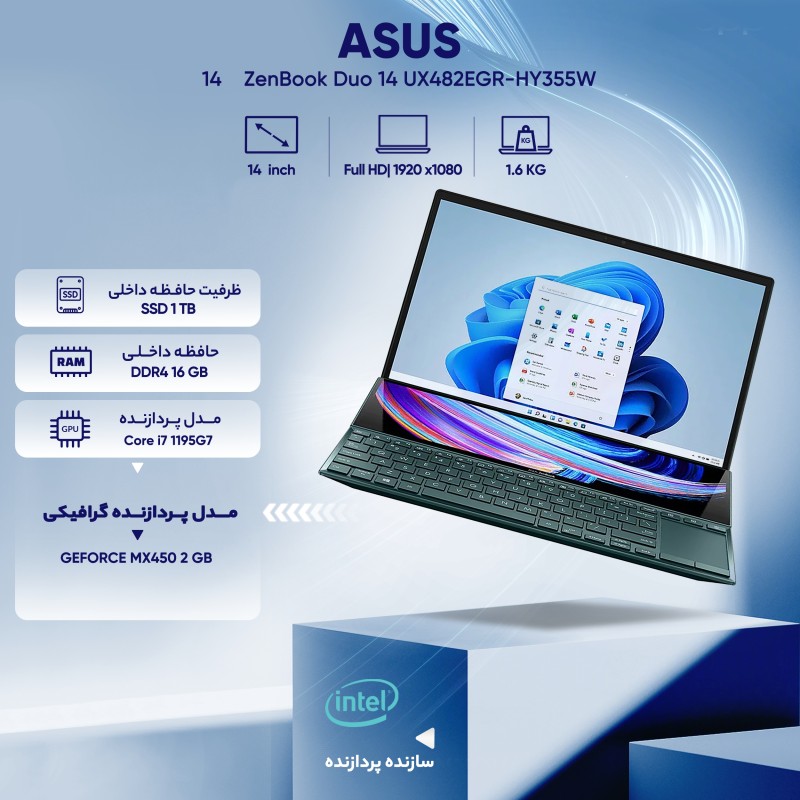 ASUS
14 ZenBook Duo 14 UX482EGR-HY355W
14 inch
Full HD| 1920 x1080
KG
1.6 KG
ظرفیت حافظه داخلی
SSD
SSD 1 TB
حافظه داخلی
RAM
DDR4 16 GB
مدل پردازنده
GPU
Core i7 1195G7
مدل پردازنده گرافیکی
GEFORCE MX450 2 GB
intel
سازنده پردازنده